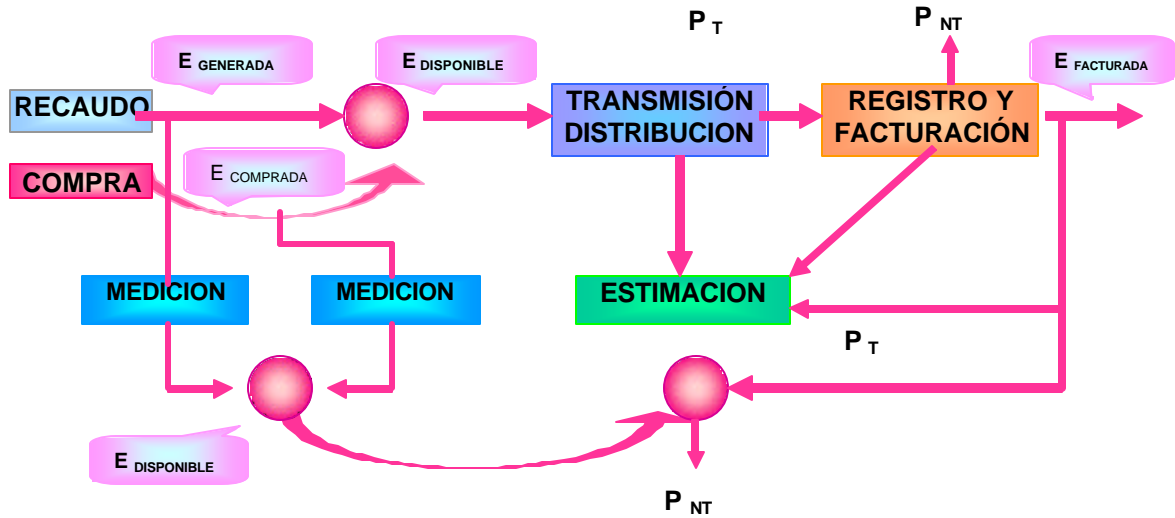 P T
P NT
E GENERADA
E DISPONIBLE
E FACTURADA
RECAUDO
TRANSMISIÓN
DISTRIBUCION
REGISTRO Y
FACTURACIÓN
COMPRA
E COMPRADA
MEDICION
MEDICION
ESTIMACION
P T
E DISPONIBLE
P NT